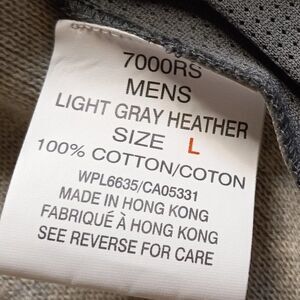 7000RS
MENS
LIGHT GRAY HEATHER
SIZE L
100% COTTON/COTON
WPL6635/CA05331
MADE IN HONG KONG
FABRIQUÉ À HONG KONG
SEE REVERSE FOR CARE